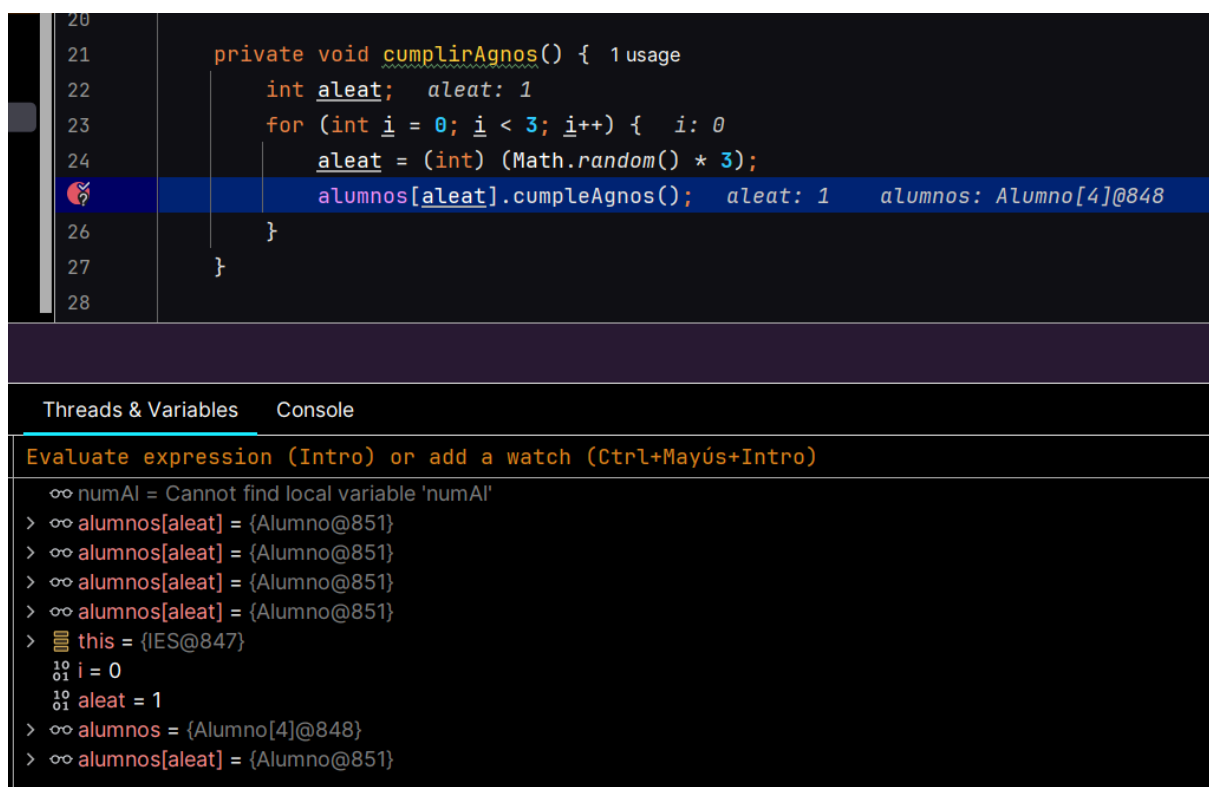 20
21 private void cumplirAgnos() { 1 usage
22 int aleat; aleat: 1
23 for (int i = 0; i < 3; i++) { i: 0
24 aleat = (int) (Math.random() * 3);
alumnos[aleat].cumpleAgnos(); aleat: 1 alumnos: Alumno[4]@848
26 }
27 }
28
Threads & Variables Console
Evaluate expression (Intro) or add a watch (Ctrl+Mayús+Intro)
numAl = Cannot find local variable 'numAl'
> alumnos[aleat] = {Alumno@851}
> alumnos[aleat] = {Alumno@851}
> alumnos[aleat] = {Alumno@851}
> alumnos[aleat] = {Alumno@851}
> this = {IES@847}
i = 0
aleat = 1
> alumnos = {Alumno[4]@848}
> alumnos[aleat] = {Alumno@851}